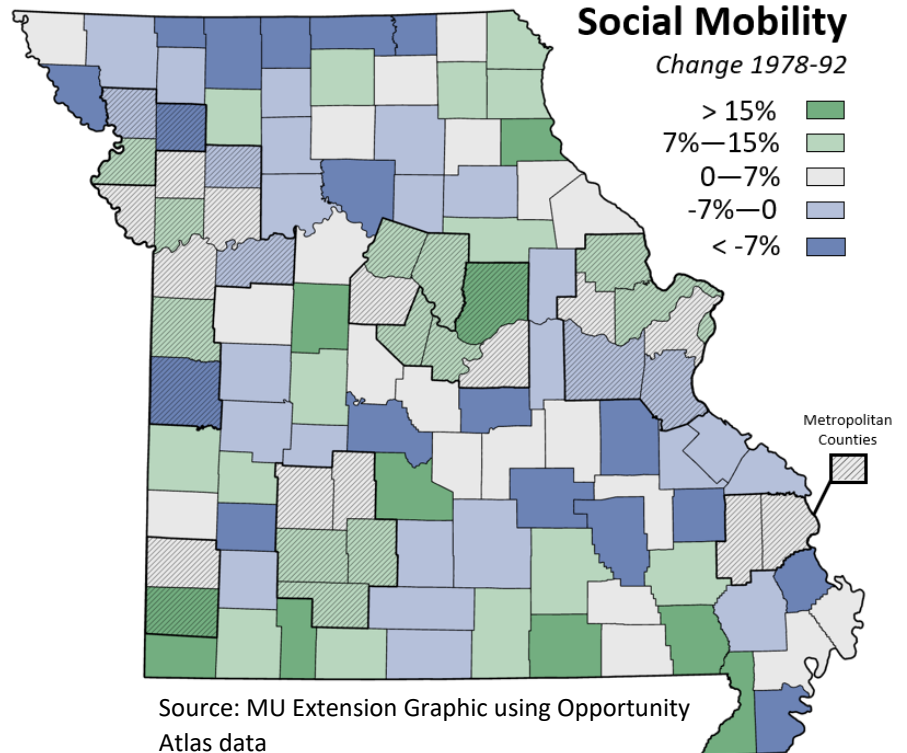 Social Mobility
Change 1978-92
> 15%
7%—15%
0—7%
-7%—0
< -7%
Metropolitan
Counties
Source: MU Extension Graphic using Opportunity
Atlas data